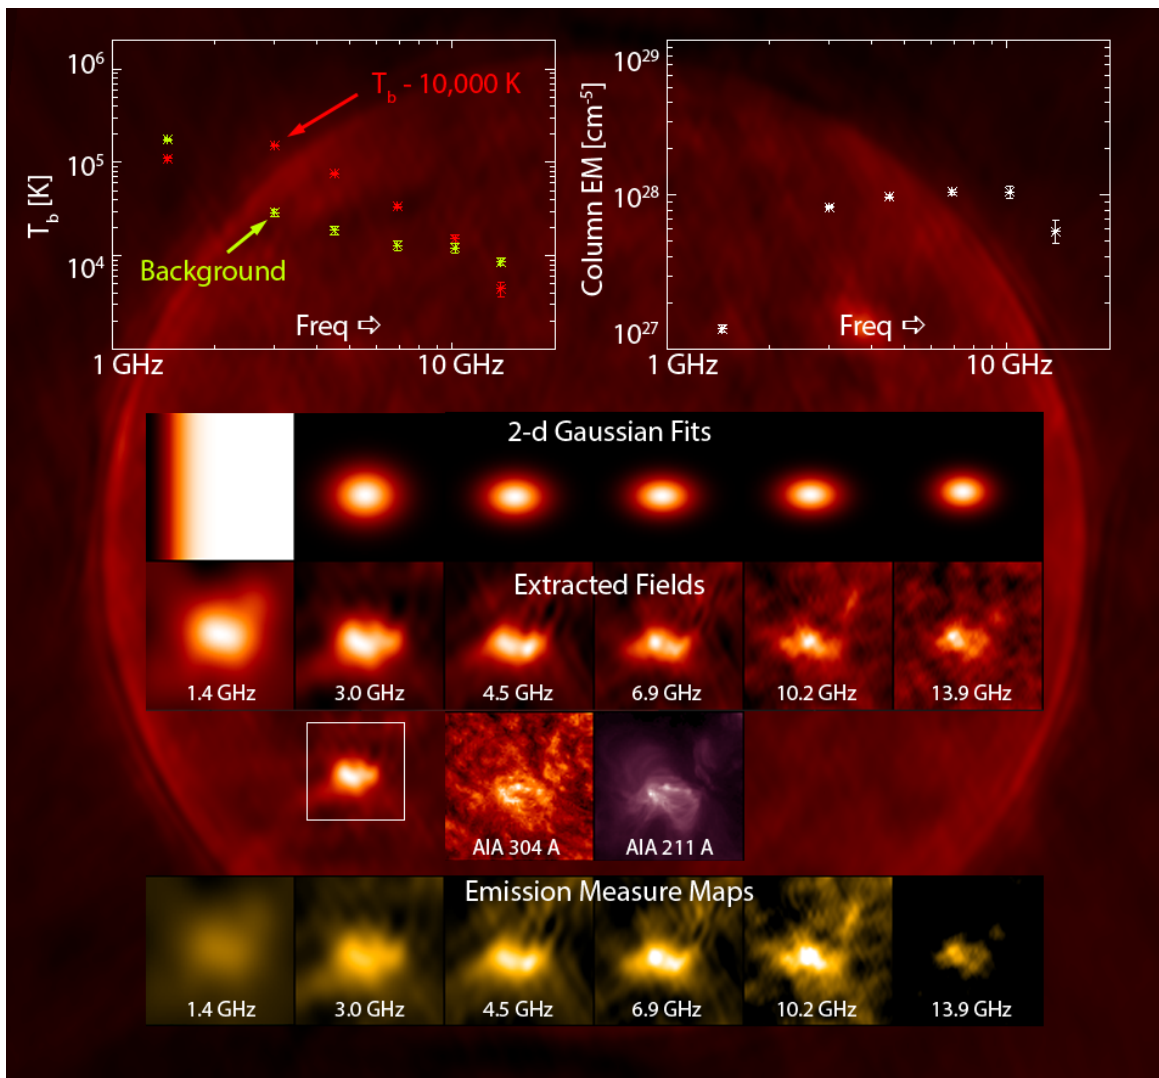 10⁶
10⁵
10⁴
T_b [K]
T_b - 10,000 K
Background
Freq ⇨
1 GHz
10 GHz
10²⁹
10²⁸
10²⁷
Column EM [cm⁻⁵]
Freq ⇨
1 GHz
10 GHz
2-d Gaussian Fits
Extracted Fields
1.4 GHz
3.0 GHz
4.5 GHz
6.9 GHz
10.2 GHz
13.9 GHz
AIA 304 A
AIA 211 A
Emission Measure Maps
1.4 GHz
3.0 GHz
4.5 GHz
6.9 GHz
10.2 GHz
13.9 GHz